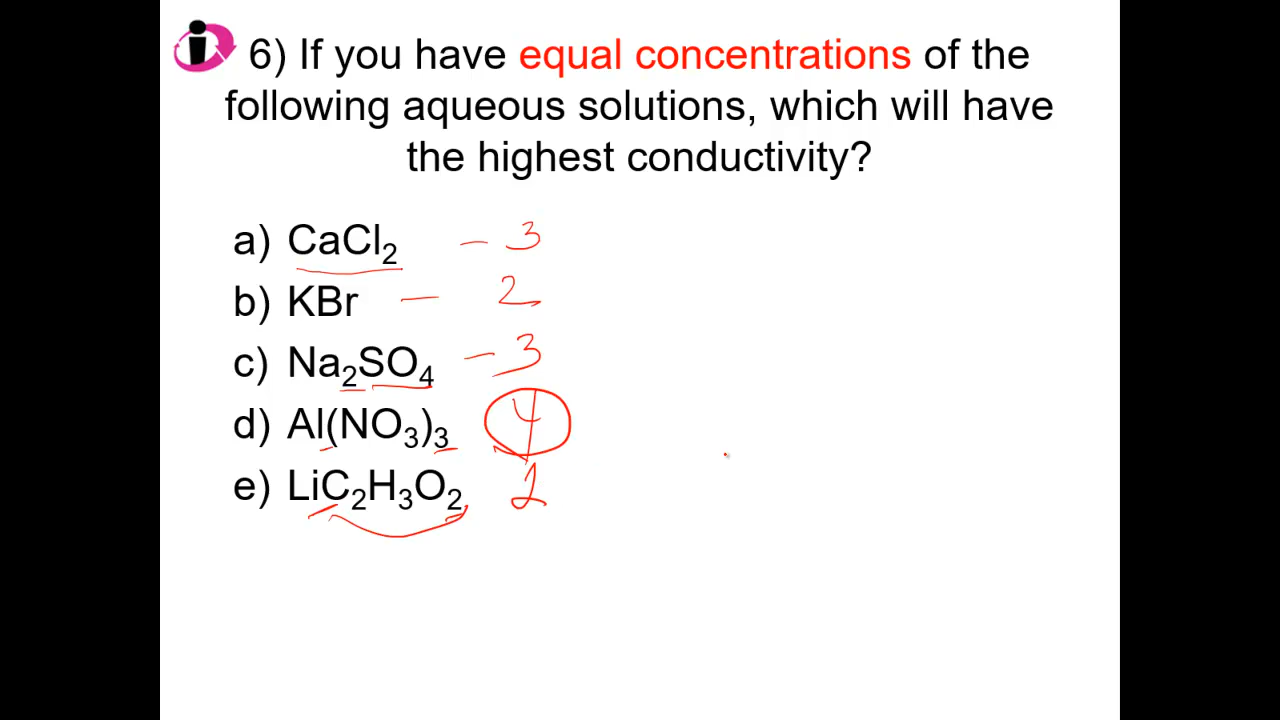 6) If you have equal concentrations of the
following aqueous solutions, which will have
the highest conductivity?
a) CaCl₂ – 3
b) KBr – 2
c) Na₂SO₄ – 3
d) Al(NO₃)₃ 4
e) LiC₂H₃O₂ 2